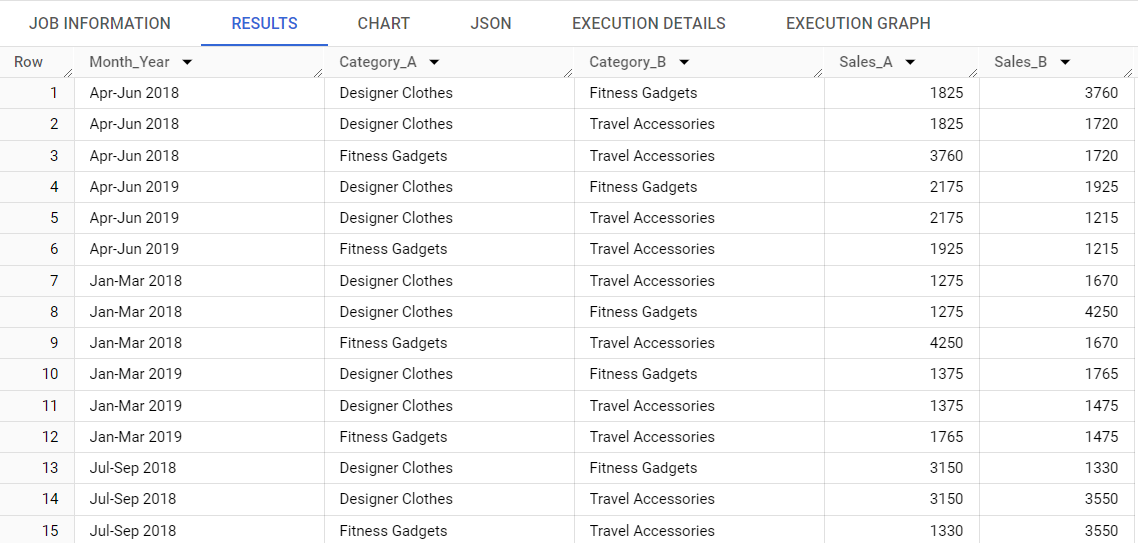 JOB INFORMATION RESULTS CHART JSON EXECUTION DETAILS EXECUTION GRAPH
Row Month_Year Category_A Category_B Sales_A Sales_B
1 Apr-Jun 2018 Designer Clothes Fitness Gadgets 1825 3760
2 Apr-Jun 2018 Designer Clothes Travel Accessories 1825 1720
3 Apr-Jun 2018 Fitness Gadgets Travel Accessories 3760 1720
4 Apr-Jun 2019 Designer Clothes Fitness Gadgets 2175 1925
5 Apr-Jun 2019 Designer Clothes Travel Accessories 2175 1215
6 Apr-Jun 2019 Fitness Gadgets Travel Accessories 1925 1215
7 Jan-Mar 2018 Designer Clothes Travel Accessories 1275 1670
8 Jan-Mar 2018 Designer Clothes Fitness Gadgets 1275 4250
9 Jan-Mar 2018 Fitness Gadgets Travel Accessories 4250 1670
10 Jan-Mar 2019 Designer Clothes Fitness Gadgets 1375 1765
11 Jan-Mar 2019 Designer Clothes Travel Accessories 1375 1475
12 Jan-Mar 2019 Fitness Gadgets Travel Accessories 1765 1475
13 Jul-Sep 2018 Designer Clothes Fitness Gadgets 3150 1330
14 Jul-Sep 2018 Designer Clothes Travel Accessories 3150 3550
15 Jul-Sep 2018 Fitness Gadgets Travel Accessories 1330 3550